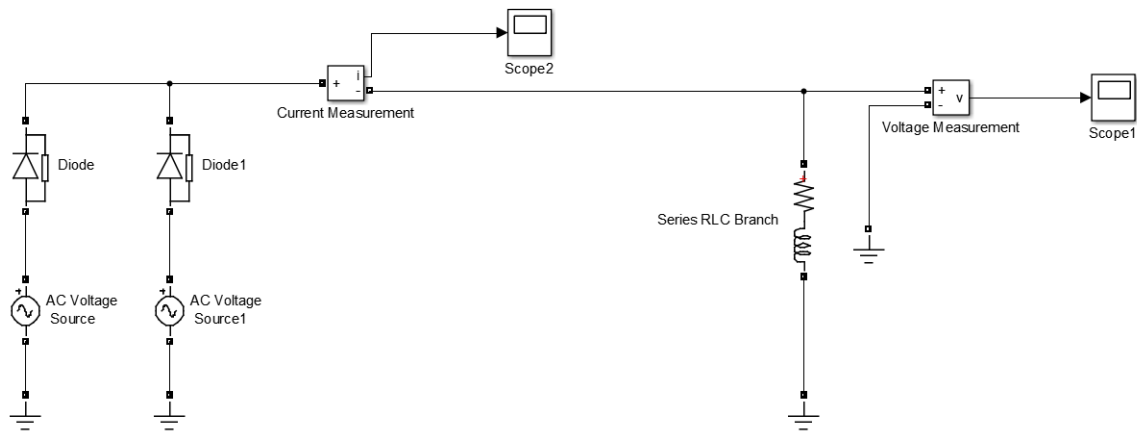 Scope2
+
i
-
Current Measurement
+
-
v
Voltage Measurement
Scope1
Diode
Diode1
Series RLC Branch
+
+
AC Voltage
Source
+
AC Voltage
Source1